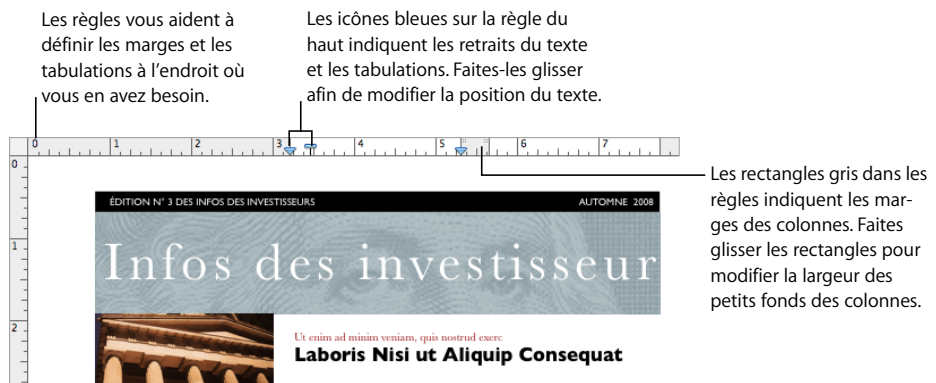 Les règles vous aident à
définir les marges et les
tabulations à l'endroit où
vous en avez besoin.
Les icônes bleues sur la règle du
haut indiquent les retraits du texte
et les tabulations. Faites-les glisser
afin de modifier la position du texte.
0 1 2 3 4 5 6 7
0
1
2
Les rectangles gris dans les
règles indiquent les mar-
ges des colonnes. Faites
glisser les rectangles pour
modifier la largeur des
petits fonds des colonnes.
ÉDITION N° 3 DES INFOS DES INVESTISSEURS AUTOMNE 2008
Infos des investisseur
Ut enim ad minim veniam, quis nostrud exerc
Laboris Nisi ut Aliquip Consequat